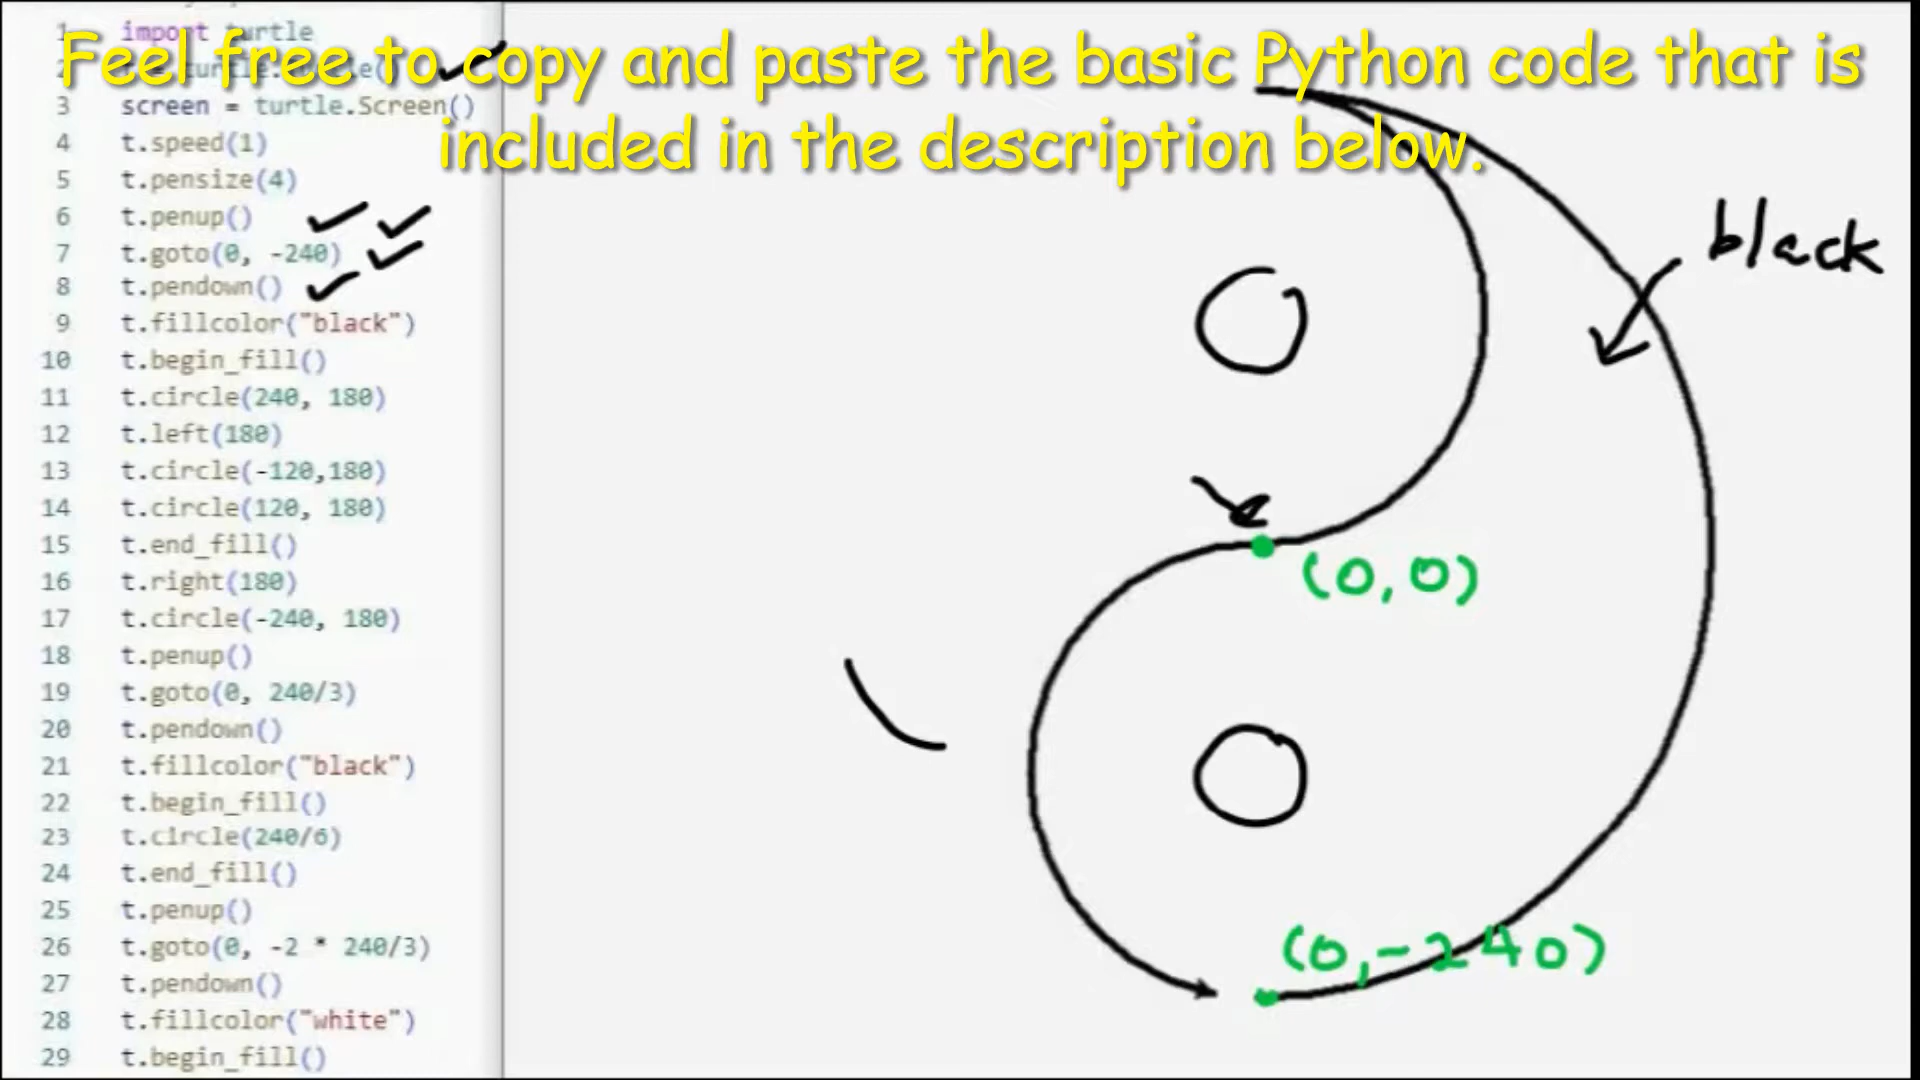 Feel free to copy and paste the basic Python code that is
included in the description below.
1 import turtle
2
3 screen = turtle.Screen()
4 t.speed(1)
5 t.pensize(4)
6 t.penup()
7 t.goto(0, -240)
8 t.pendown()
9 t.fillcolor("black")
10 t.begin_fill()
11 t.circle(240, 180)
12 t.left(180)
13 t.circle(-120,180)
14 t.circle(120, 180)
15 t.end_fill()
16 t.right(180)
17 t.circle(-240, 180)
18 t.penup()
19 t.goto(0, 240/3)
20 t.pendown()
21 t.fillcolor("black")
22 t.begin_fill()
23 t.circle(240/6)
24 t.end_fill()
25 t.penup()
26 t.goto(0, -2 * 240/3)
27 t.pendown()
28 t.fillcolor("white")
29 t.begin_fill()
black
(0,0)
(0,-240)